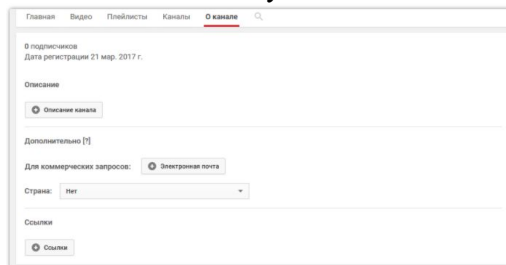 Главная Видео Плейлисты Каналы О канале
0 подписчиков
Дата регистрации 21 мар. 2017 г.
Описание
Описание канала
Дополнительно [?]
Для коммерческих запросов: Электронная почта
Страна: Нет
Ссылки
Ссылки